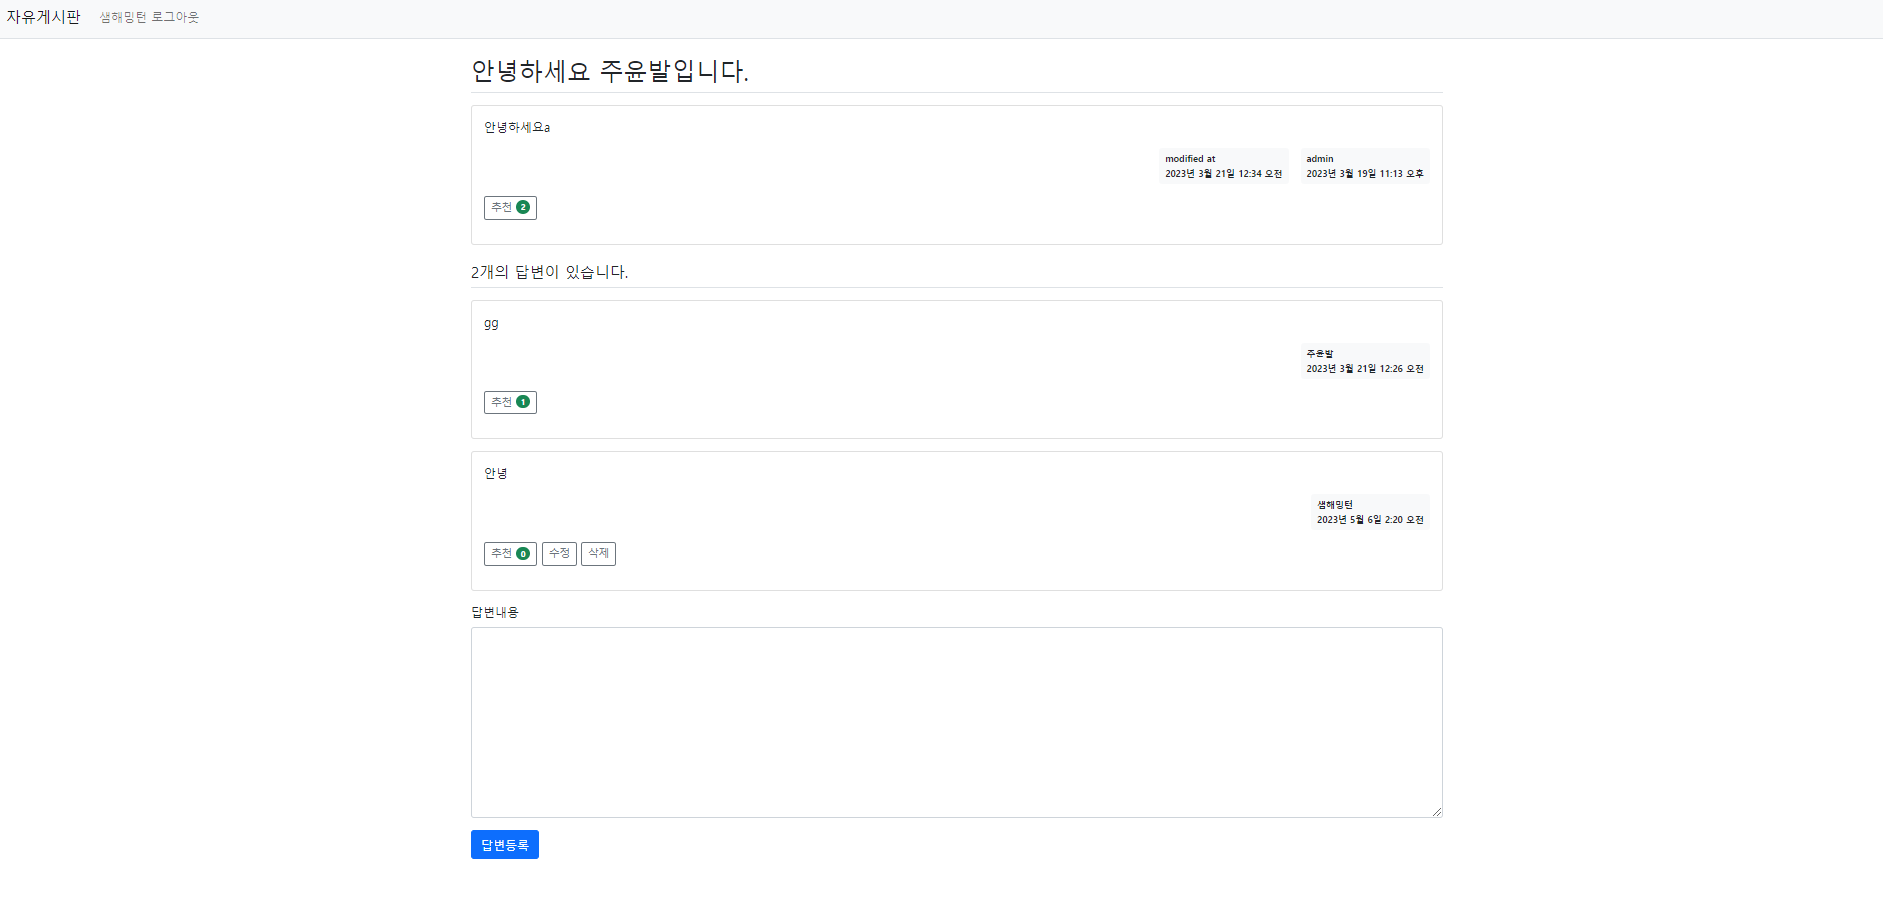 자유게시판 샘해밍턴 로그아웃
안녕하세요 주윤발입니다.
안녕하세요a
modified at
2023년 3월 21일 12:34 오전
admin
2023년 3월 19일 11:13 오후
추천 2
2개의 답변이 있습니다.
gg
주윤발
2023년 3월 21일 12:26 오전
추천 1
안녕
샘해밍턴
2023년 5월 6일 2:20 오전
추천 0 수정 삭제
답변내용
답변등록